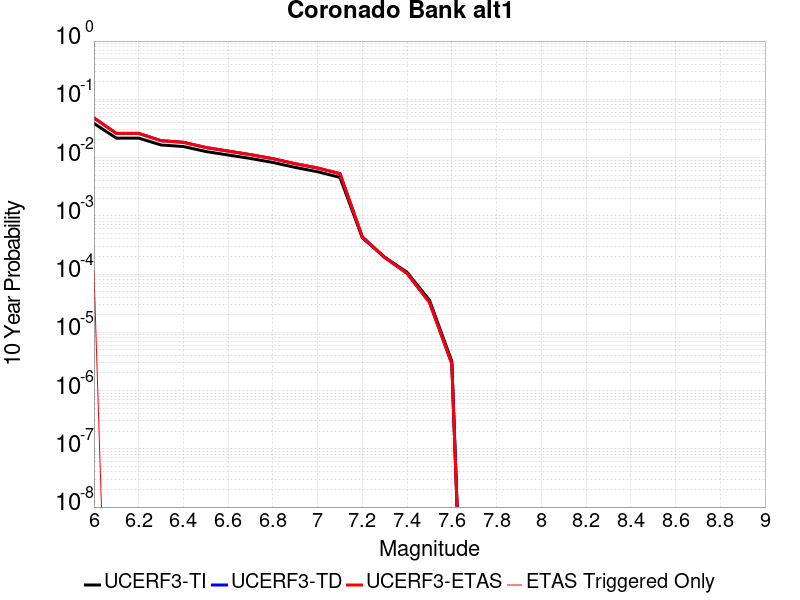 Coronado Bank alt1
10^0
10^-1
10^-2
10^-3
10^-4
10^-5
10^-6
10^-7
10^-8
10 Year Probability
6 6.2 6.4 6.6 6.8 7 7.2 7.4 7.6 7.8 8 8.2 8.4 8.6 8.8 9
Magnitude
UCERF3-TI UCERF3-TD UCERF3-ETAS ETAS Triggered Only